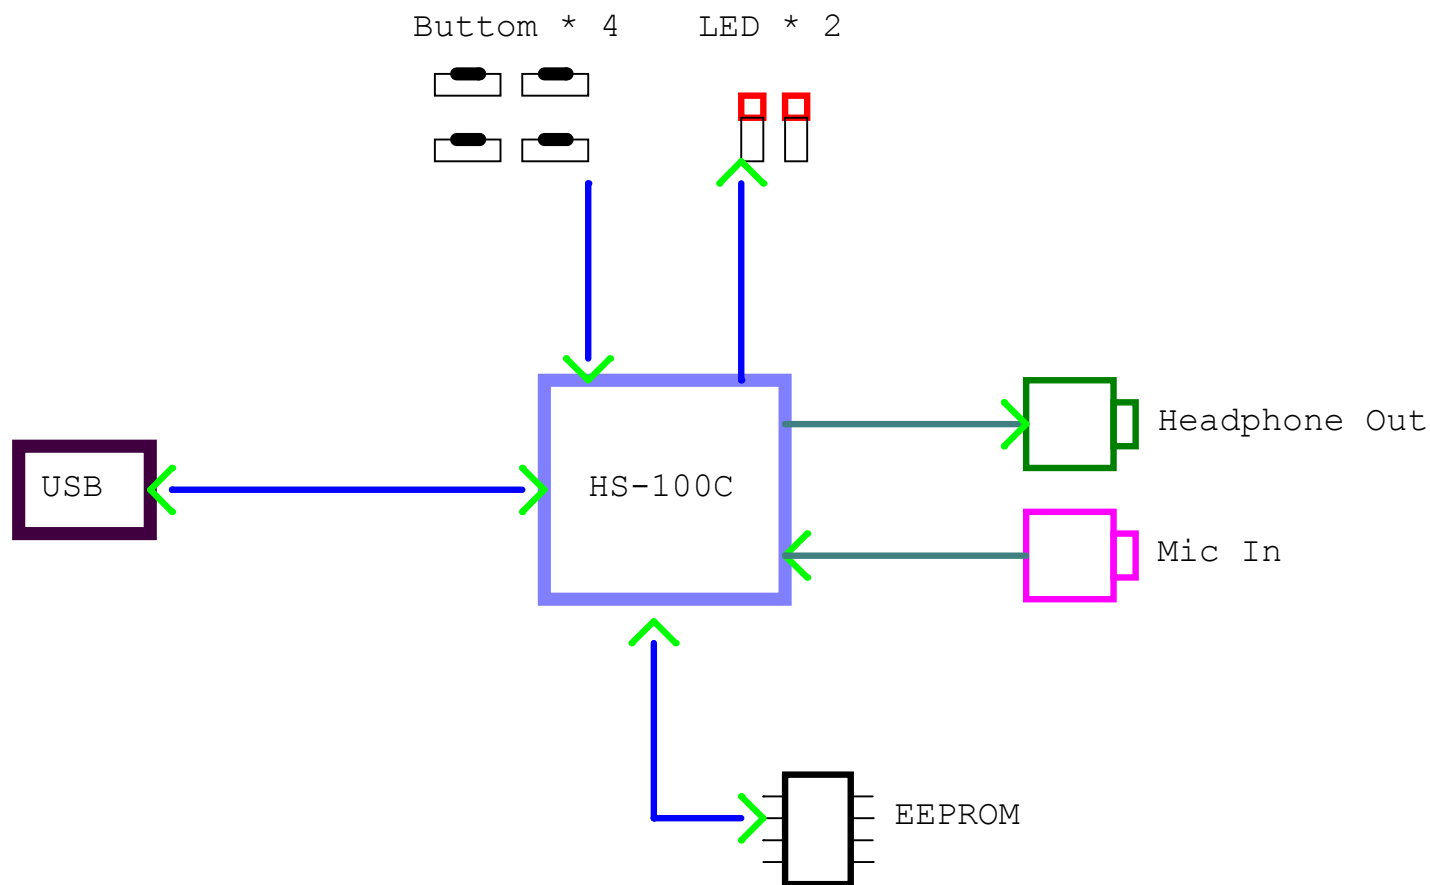 Buttom * 4
LED * 2
Headphone Out
USB
HS-100C
Mic In
EEPROM